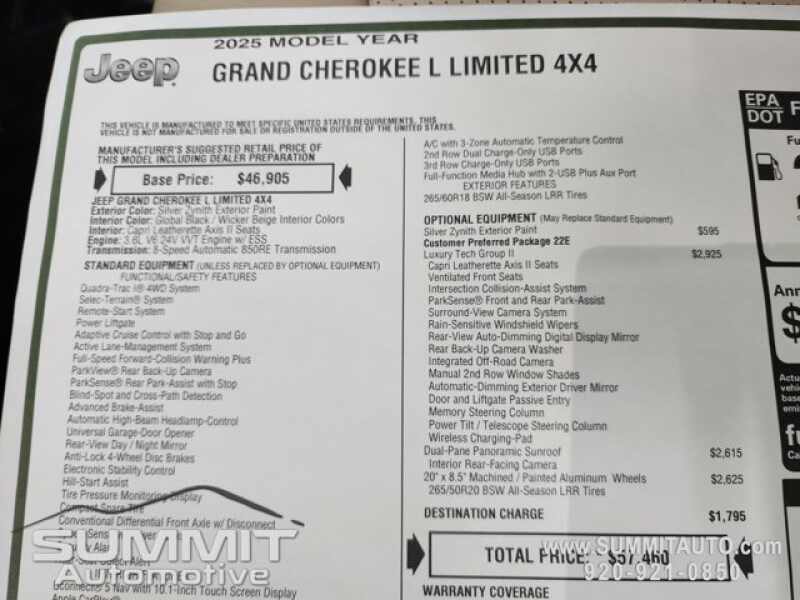 2025 MODEL YEAR
Jeep
GRAND CHEROKEE L LIMITED 4X4
THIS VEHICLE IS MANUFACTURED TO MEET SPECIFIC UNITED STATES REQUIREMENTS. THIS
VEHICLE IS NOT MANUFACTURED FOR SALE OR REGISTRATION OUTSIDE OF THE UNITED STATES.
MANUFACTURER'S SUGGESTED RETAIL PRICE OF
THIS MODEL INCLUDING DEALER PREPARATION
Base Price: $46,905
JEEP GRAND CHEROKEE L LIMITED 4X4
Exterior Color: Silver Zynith Exterior Paint
Interior Color: Global Black / Wicker Beige Interior Colors
Interior: Capri Leatherette Axis II Seats
Engine: 3.6L V6 24V VVT Engine w/ ESS
Transmission: 8-Speed Automatic 850RE Transmission
STANDARD EQUIPMENT (UNLESS REPLACED BY OPTIONAL EQUIPMENT)
FUNCTIONAL/SAFETY FEATURES
Quadra-Trac I® 4WD System
Selec-Terrain® System
Remote-Start System
Power Liftgate
Adaptive Cruise Control with Stop and Go
Active Lane-Management System
Full-Speed Forward-Collision Warning Plus
ParkView® Rear Back-Up Camera
ParkSense® Rear Park-Assist with Stop
Blind-Spot and Cross-Path Detection
Advanced Brake-Assist
Automatic High-Beam Headlamp-Control
Universal Garage-Door Opener
Rear-View Day / Night Mirror
Anti-Lock 4-Wheel Disc Brakes
Electronic Stability Control
Hill-Start Assist
Tire Pressure Monitoring Display
Compact Spare Tire
Conventional Differential Front Axle w/ Disconnect
Uconnect® 5 Nav with 10.1-Inch Touch Screen Display
Apple CarPlay®
A/C with 3-Zone Automatic Temperature Control
2nd Row Dual Charge-Only USB Ports
3rd Row Charge-Only USB Ports
Full-Function Media Hub with 2-USB Plus Aux Port
EXTERIOR FEATURES
265/60R18 BSW All-Season LRR Tires
OPTIONAL EQUIPMENT (May Replace Standard Equipment)
Silver Zynith Exterior Paint $595
Customer Preferred Package 22E
Luxury Tech Group II $2,925
Capri Leatherette Axis II Seats
Ventilated Front Seats
Intersection Collision-Assist System
ParkSense® Front and Rear Park-Assist
Surround-View Camera System
Rain-Sensitive Windshield Wipers
Rear-View Auto-Dimming Digital Display Mirror
Rear Back-Up Camera Washer
Integrated Off-Road Camera
Manual 2nd Row Window Shades
Automatic-Dimming Exterior Driver Mirror
Door and Liftgate Passive Entry
Memory Steering Column
Power Tilt / Telescope Steering Column
Wireless Charging-Pad
Dual-Pane Panoramic Sunroof $2,615
Interior Rear-Facing Camera
20" x 8.5" Machined / Painted Aluminum Wheels $2,625
265/50R20 BSW All-Season LRR Tires
DESTINATION CHARGE $1,795
TOTAL PRICE: $57,460
WARRANTY COVERAGE
EPA
DOT
SUMMIT
Automotive
WWW.SUMMITAUTO.COM
920-921-0850